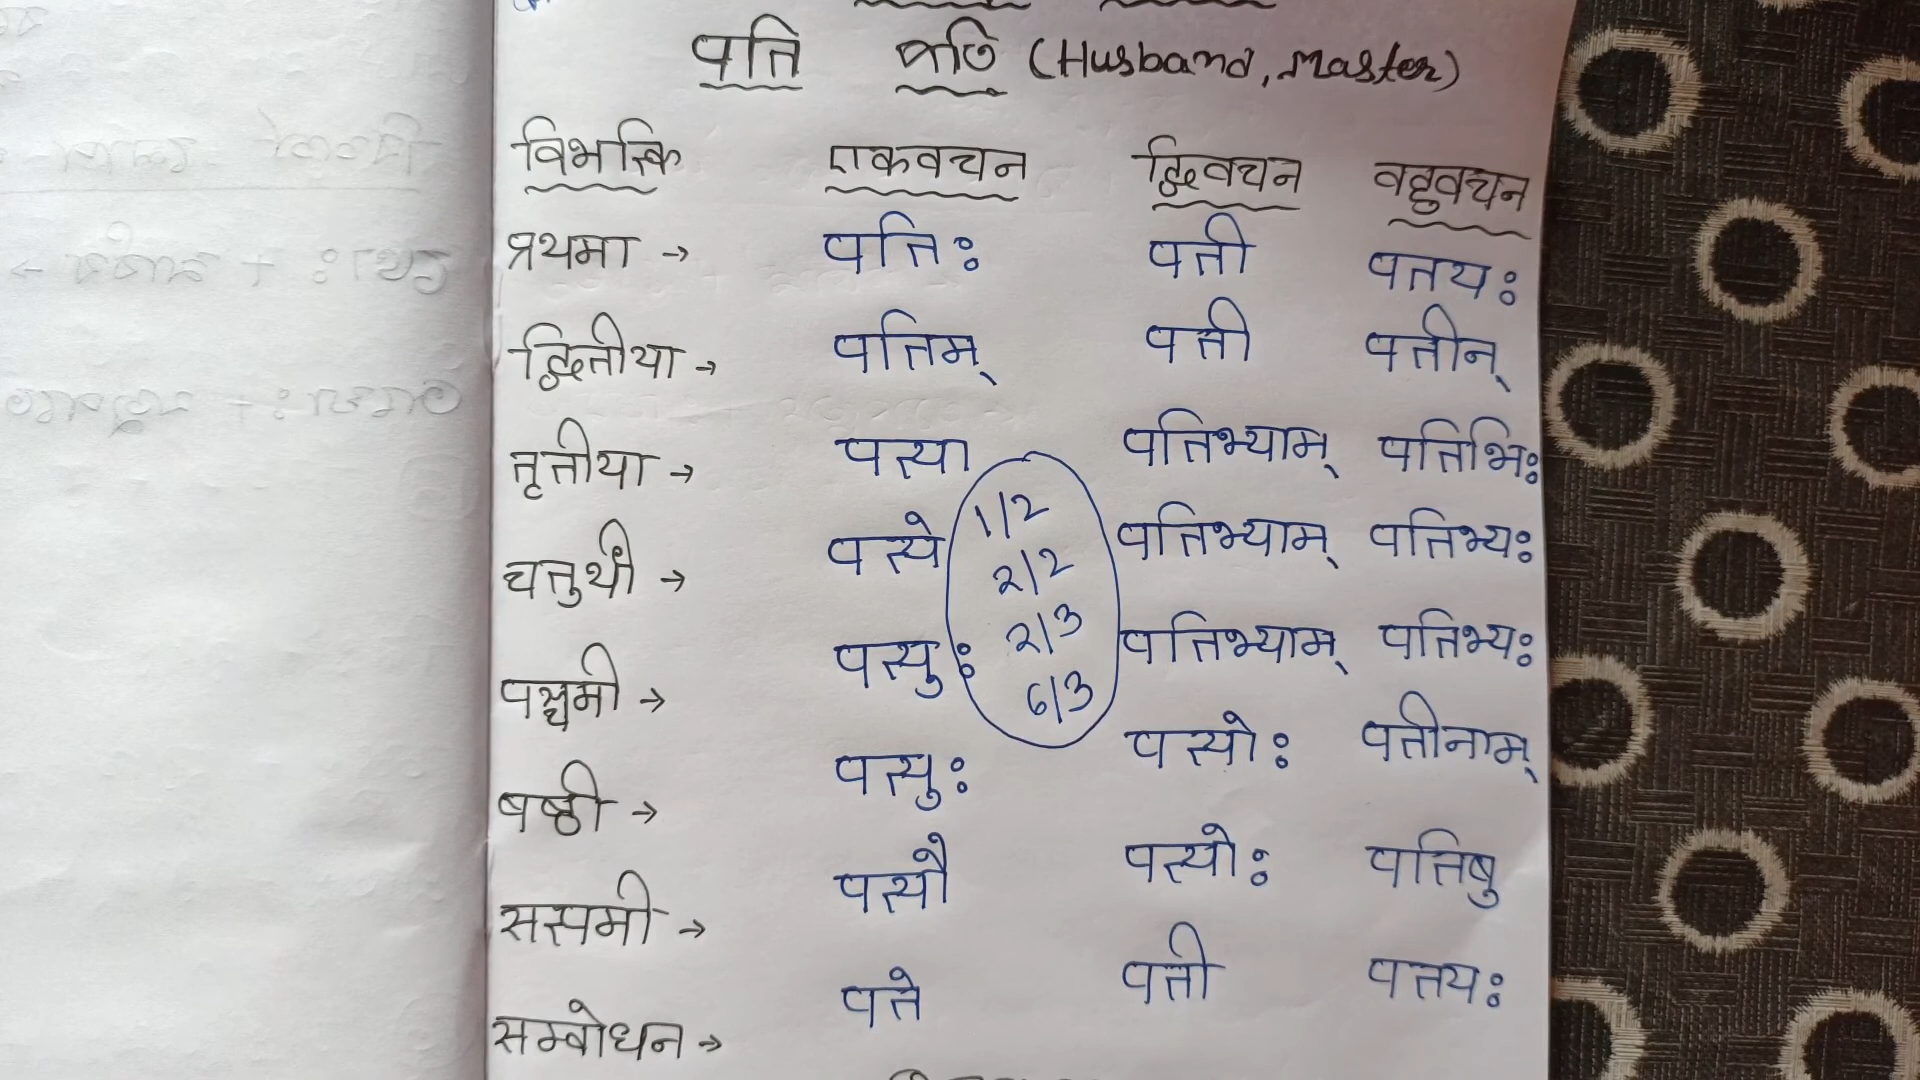 पति পতি (Husband, Master)
विभक्ति एकवचन द्विवचन वहुवचन
प्रथमा → पतिः पती पतयः
द्वितीया → पतिम् पती पतीन्
तृतीया → पत्या पतिभ्याम् पतिभिः
चतुर्थी → पत्ये पतिभ्याम् पतिभ्यः
1/2
2/2
2/3
6/3
पञ्चमी → पत्युः पतिभ्याम् पतिभ्यः
षष्ठी → पत्युः पत्योः पतीनाम्
सप्तमी → पत्यौ पत्योः पतिषु
सम्वोधन → पते पती पतयः